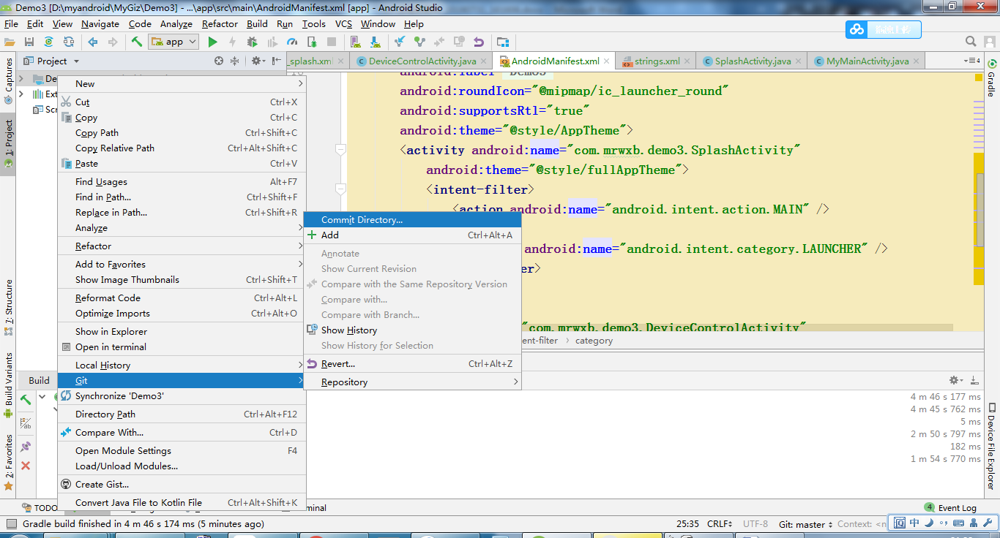 Demo3 [D:\myandroid\MyGiz\Demo3] - ...\app\src\main\AndroidManifest.xml [app] - Android Studio
File Edit View Navigate Code Analyze Refactor Build Run Tools VCS Window Help
app
Project
_splash.xml DeviceControlActivity.java AndroidManifest.xml strings.xml SplashActivity.java MyMainActivity.java
Captures
1: Project
7: Structure
Build Variants
2: Favorites
Gradle
Device File Explorer
De
Ext
Scr
New
Cut Ctrl+X
Copy Ctrl+C
Copy Path Ctrl+Shift+C
Copy Relative Path Ctrl+Alt+Shift+C
Paste Ctrl+V
Find Usages Alt+F7
Find in Path... Ctrl+Shift+F
Replace in Path... Ctrl+Shift+R
Analyze
Refactor
Add to Favorites
Show Image Thumbnails Ctrl+Shift+T
Reformat Code Ctrl+Alt+L
Optimize Imports Ctrl+Alt+O
Show in Explorer
Open in terminal
Local History
Git
Synchronize 'Demo3'
Directory Path Ctrl+Alt+F12
Compare With... Ctrl+D
Open Module Settings F4
Load/Unload Modules...
Create Gist...
Convert Java File to Kotlin File Ctrl+Alt+Shift+K
Commit Directory...
Add Ctrl+Alt+A
Annotate
Show Current Revision
Compare with the Same Repository Version
Compare with...
Compare with Branch...
Show History
Show History for Selection
Revert... Ctrl+Alt+Z
Repository
android:label="Demo3"
android:roundIcon="@mipmap/ic_launcher_round"
android:supportsRtl="true"
android:theme="@style/AppTheme">
<activity android:name="com.mrwxb.demo3.SplashActivity"
android:theme="@style/fullAppTheme">
<intent-filter>
<action android:name="android.intent.action.MAIN" />
android:name="android.intent.category.LAUNCHER" />
er>
"com.mrwxb.demo3.DeviceControlActivity"
ent-filter > category
Build
4 m 46 s 177 ms
4 m 45 s 762 ms
5 ms
2 m 50 s 797 ms
182 ms
1 m 54 s 770 ms
TODO
minal
4 Event Log
Gradle build finished in 4 m 46 s 174 ms (5 minutes ago)
25:35 CRLF UTF-8 Git: master Context: <n
中